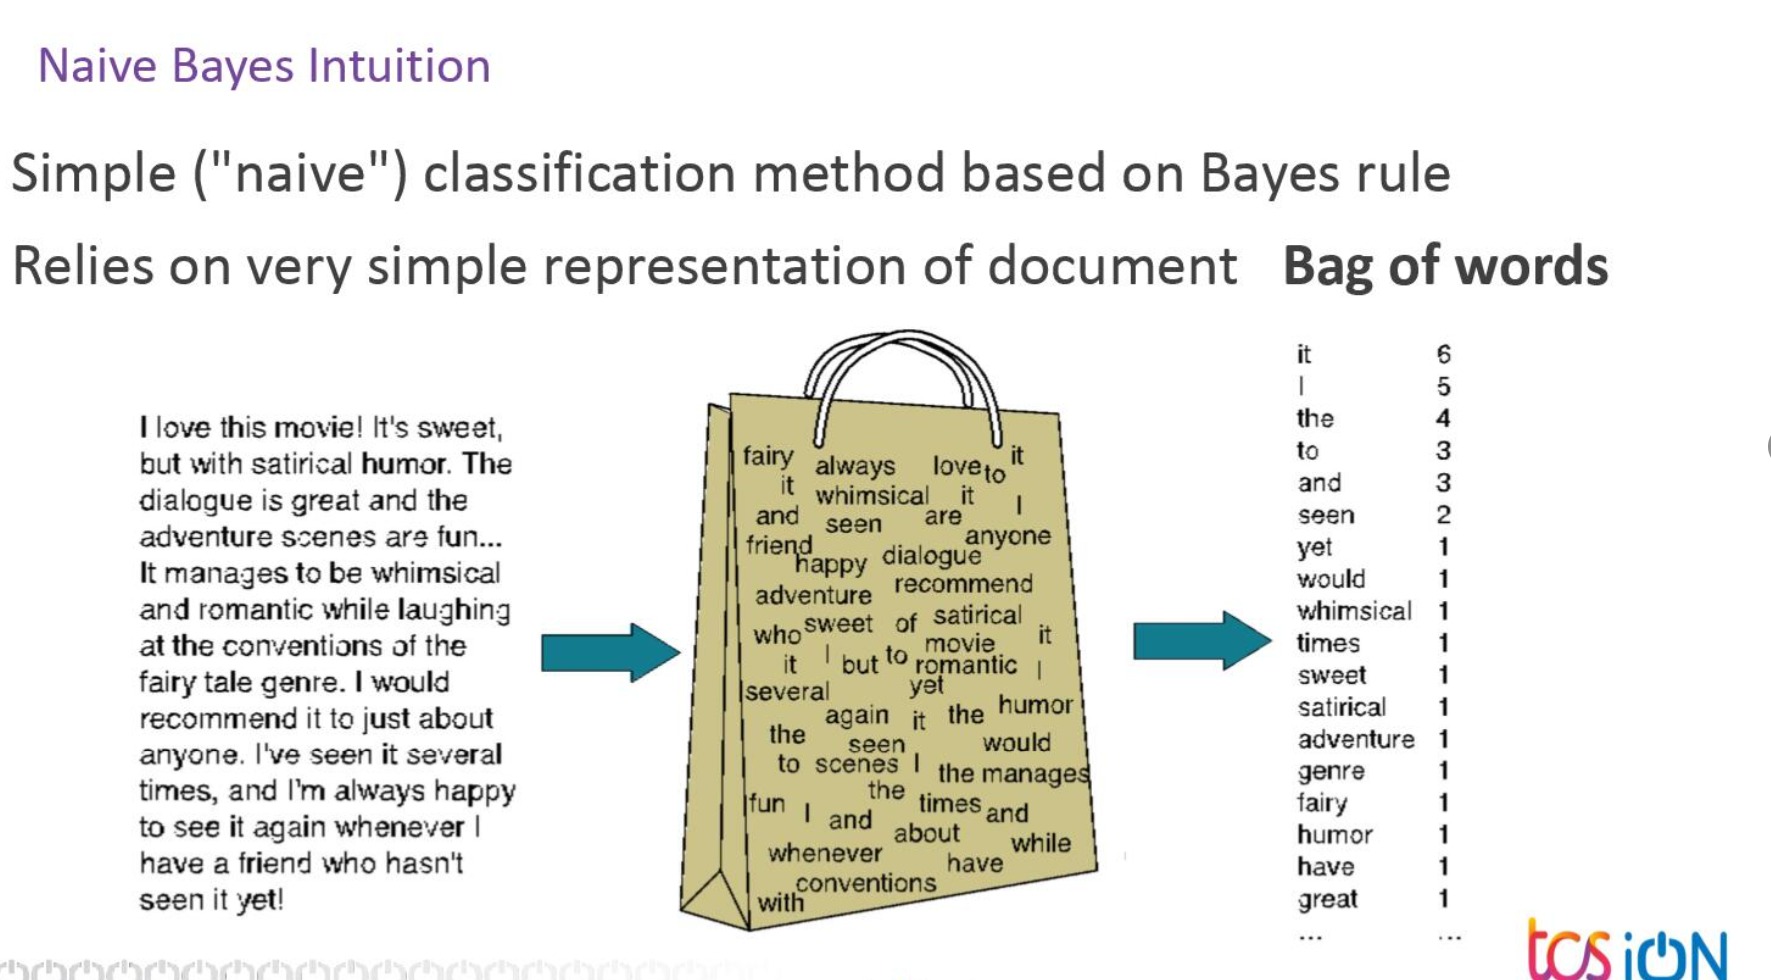 Naive Bayes Intuition
Simple ("naive") classification method based on Bayes rule
Relies on very simple representation of document Bag of words
I love this movie! It's sweet,
but with satirical humor. The
dialogue is great and the
adventure scenes are fun...
It manages to be whimsical
and romantic while laughing
at the conventions of the
fairy tale genre. I would
recommend it to just about
anyone. I've seen it several
times, and I'm always happy
to see it again whenever I
have a friend who hasn't
seen it yet!
fairy always love to it
it whimsical it I
and seen are
friend anyone
happy dialogue
adventure recommend
who sweet of satirical
it I but to movie it
romantic I
several yet
again it the humor
the seen would
to scenes I the manages
fun I the times and
and about
whenever have while
conventions
with
it 6
I 5
the 4
to 3
and 3
seen 2
yet 1
would 1
whimsical 1
times 1
sweet 1
satirical 1
adventure 1
genre 1
fairy 1
humor 1
have 1
great 1
... ...
tcs iON